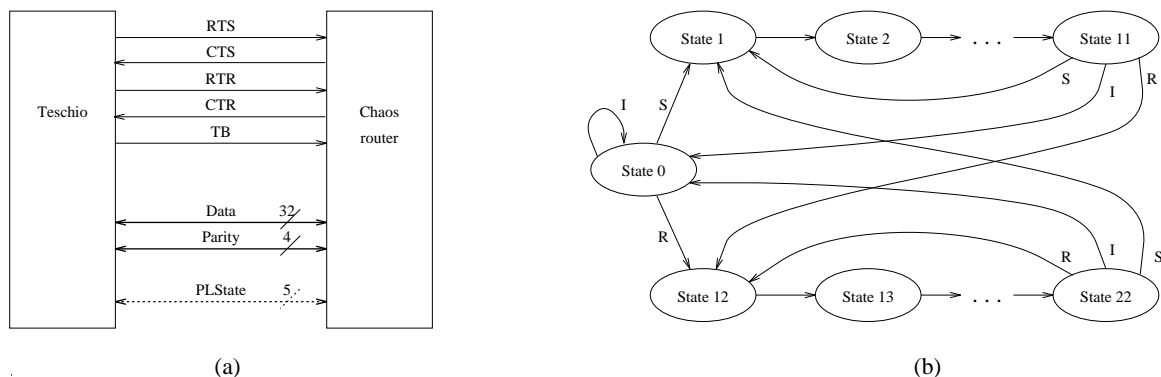 RTS
CTS
RTR
CTR
TB
Teschio
Chaos
router
Data
32
Parity
4
PLState
5
(a)
State 1
State 2
. . .
State 11
S
I
R
I
S
State 0
R
R
I
S
State 12
State 13
. . .
State 22
(b)